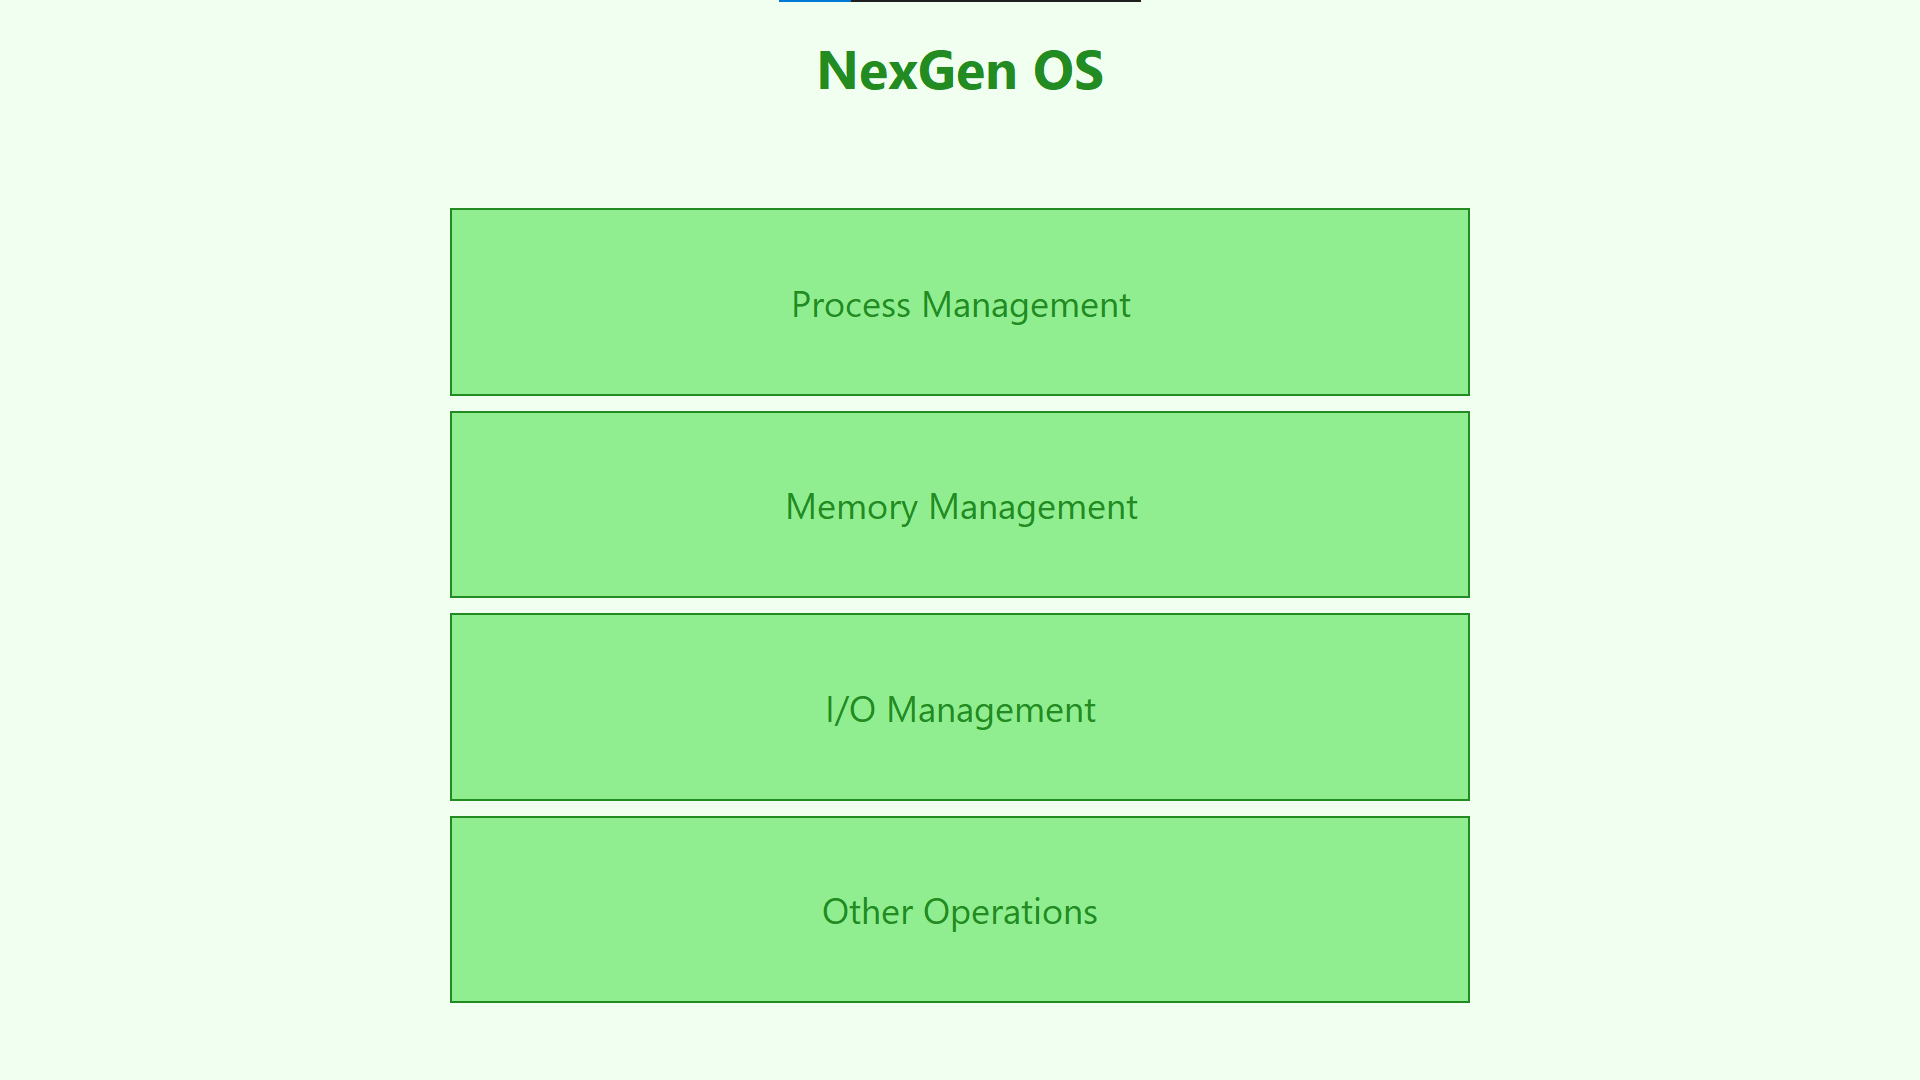 NexGen OS
Process Management
Memory Management
I/O Management
Other Operations